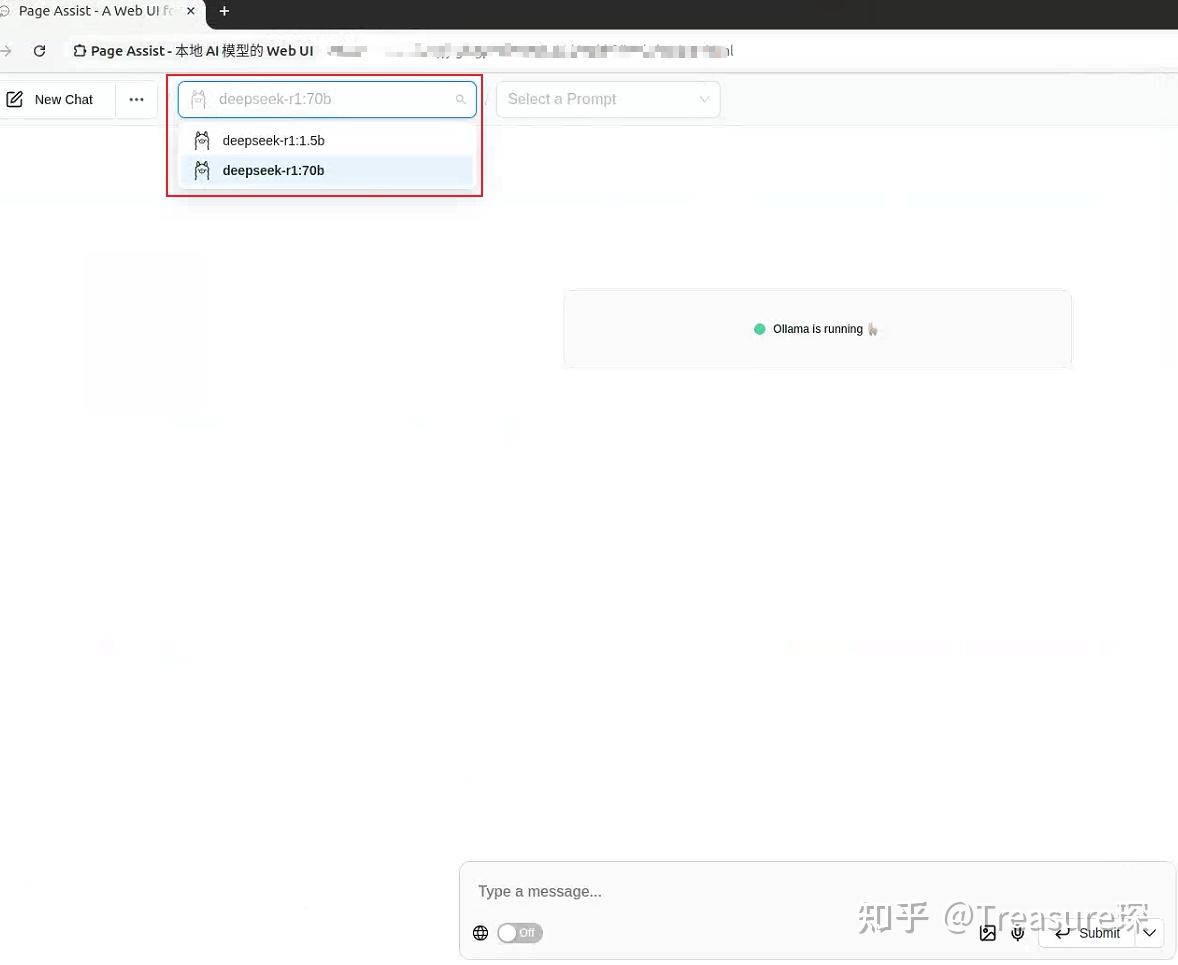 Page Assist - A Web UI fo
Page Assist - 本地 AI 模型的 Web UI
New Chat
deepseek-r1:70b
Select a Prompt
deepseek-r1:1.5b
deepseek-r1:70b
Ollama is running 🦙
Type a message...
Off
Submit
知乎 @Treasure琛